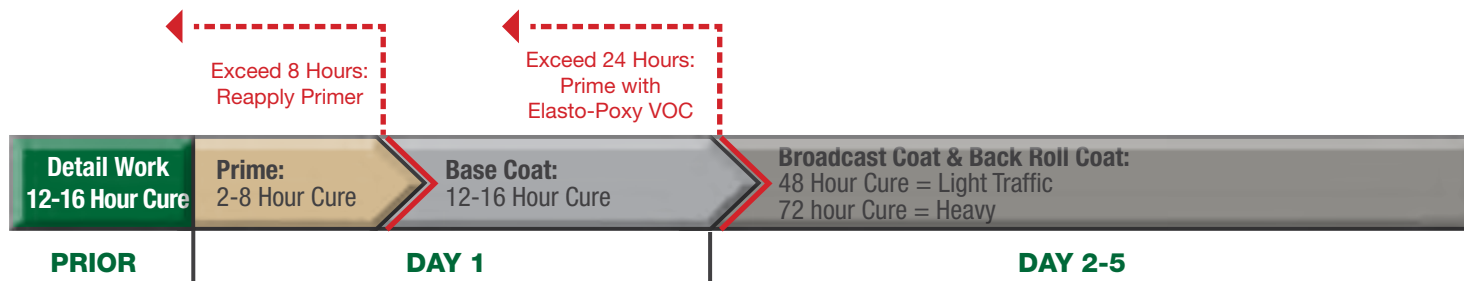 Exceed 8 Hours:
Reapply Primer
Exceed 24 Hours:
Prime with
Elasto-Poxy VOC
Detail Work
12-16 Hour Cure
Prime:
2-8 Hour Cure
Base Coat:
12-16 Hour Cure
Broadcast Coat & Back Roll Coat:
48 Hour Cure = Light Traffic
72 hour Cure = Heavy
PRIOR
DAY 1
DAY 2-5